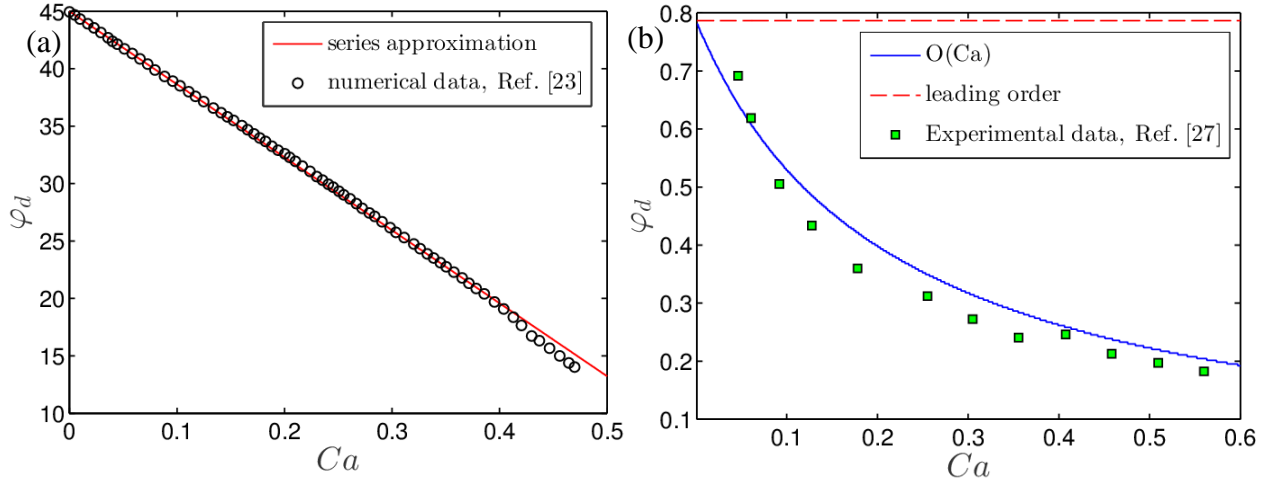 (a)
series approximation
numerical data, Ref. [23]
45
40
35
30
25
20
15
10
φd
0
0.1
0.2
0.3
0.4
0.5
Ca
(b)
O(Ca)
leading order
Experimental data, Ref. [27]
0.8
0.7
0.6
0.5
0.4
0.3
0.2
0.1
φd
0.1
0.2
0.3
0.4
0.5
0.6
Ca